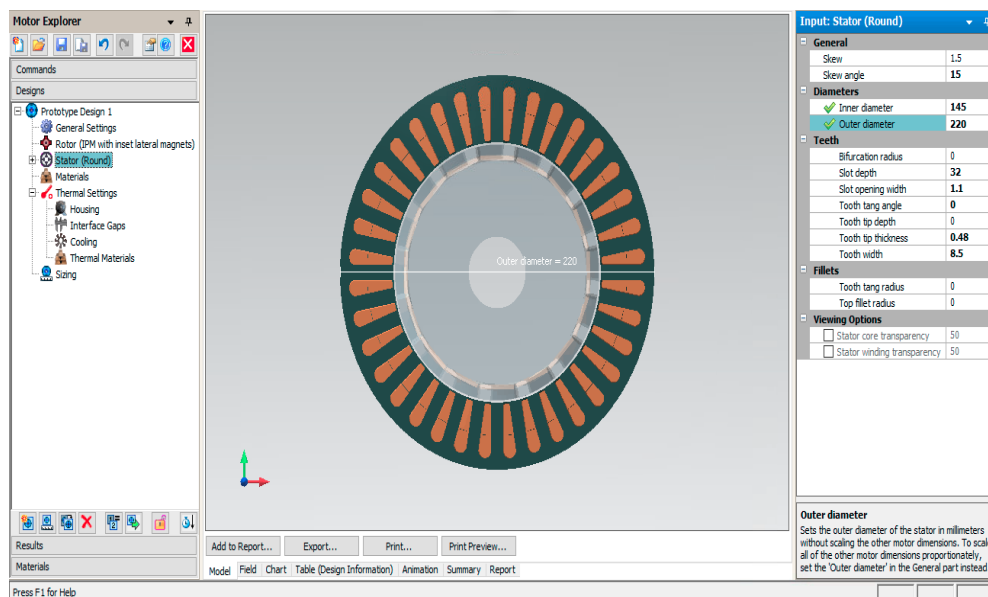 Motor Explorer
Commands
Designs
Prototype Design 1
General Settings
Rotor (IPM with inset lateral magnets)
Stator (Round)
Materials
Thermal Settings
Housing
Interface Gaps
Cooling
Thermal Materials
Sizing
Results
Materials
Press F1 for Help
Outer diameter = 220
Add to Report...
Export...
Print...
Print Preview...
Model
Field
Chart
Table (Design Information)
Animation
Summary
Report
Input: Stator (Round)
General
Skew 1.5
Skew angle 15
Diameters
Inner diameter 145
Outer diameter 220
Teeth
Bifurcation radius 0
Slot depth 32
Slot opening width 1.1
Tooth tang angle 0
Tooth tip depth 0
Tooth tip thickness 0.48
Tooth width 8.5
Fillets
Tooth tang radius 0
Top fillet radius 0
Viewing Options
Stator core transparency 50
Stator winding transparency 50
Outer diameter
Sets the outer diameter of the stator in millimeters
without scaling the other motor dimensions. To scale
all of the other motor dimensions proportionately,
set the 'Outer diameter' in the General part instead